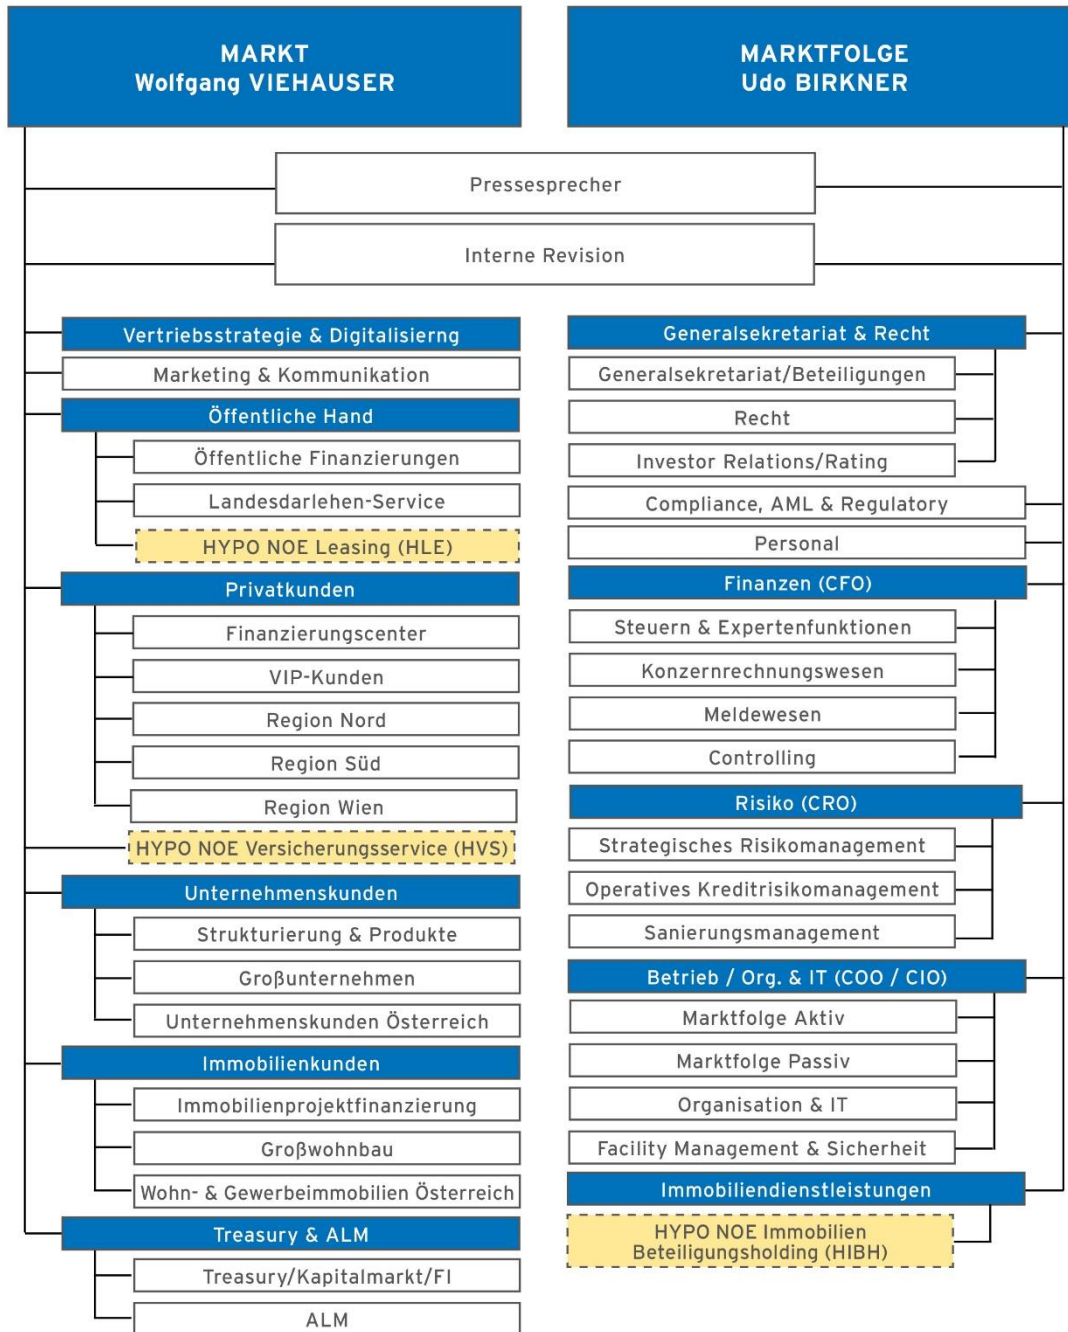 MARKT
Wolfgang VIEHAUSER
MARKTFOLGE
Udo BIRKNER
Pressesprecher
Interne Revision
Vertriebsstrategie & Digitalisierng
Marketing & Kommunikation
Öffentliche Hand
Öffentliche Finanzierungen
Landesdarlehen-Service
HYPO NOE Leasing (HLE)
Privatkunden
Finanzierungscenter
VIP-Kunden
Region Nord
Region Süd
Region Wien
HYPO NOE Versicherungsservice (HVS)
Unternehmenskunden
Strukturierung & Produkte
Großunternehmen
Unternehmenskunden Österreich
Immobilienkunden
Immobilienprojektfinanzierung
Großwohnbau
Wohn- & Gewerbeimmobilien Österreich
Treasury & ALM
Treasury/Kapitalmarkt/FI
ALM
Generalsekretariat & Recht
Generalsekretariat/Beteiligungen
Recht
Investor Relations/Rating
Compliance, AML & Regulatory
Personal
Finanzen (CFO)
Steuern & Expertenfunktionen
Konzernrechnungswesen
Meldewesen
Controlling
Risiko (CRO)
Strategisches Risikomanagement
Operatives Kreditrisikomanagement
Sanierungsmanagement
Betrieb / Org. & IT (COO / CIO)
Marktfolge Aktiv
Marktfolge Passiv
Organisation & IT
Facility Management & Sicherheit
Immobiliendienstleistungen
HYPO NOE Immobilien
Beteiligungsholding (HIBH)